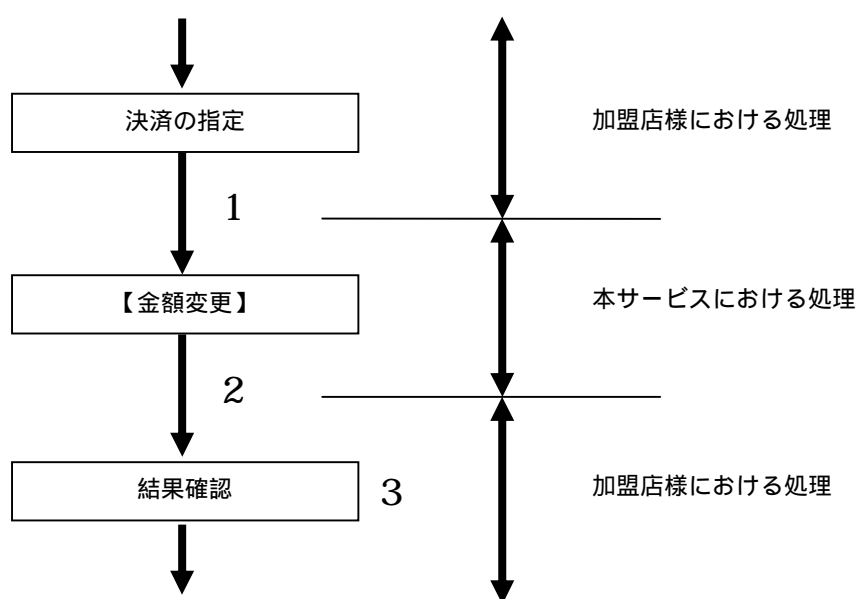 決済の指定
加盟店様における処理
1
【金額変更】
本サービスにおける処理
2
結果確認
3
加盟店様における処理